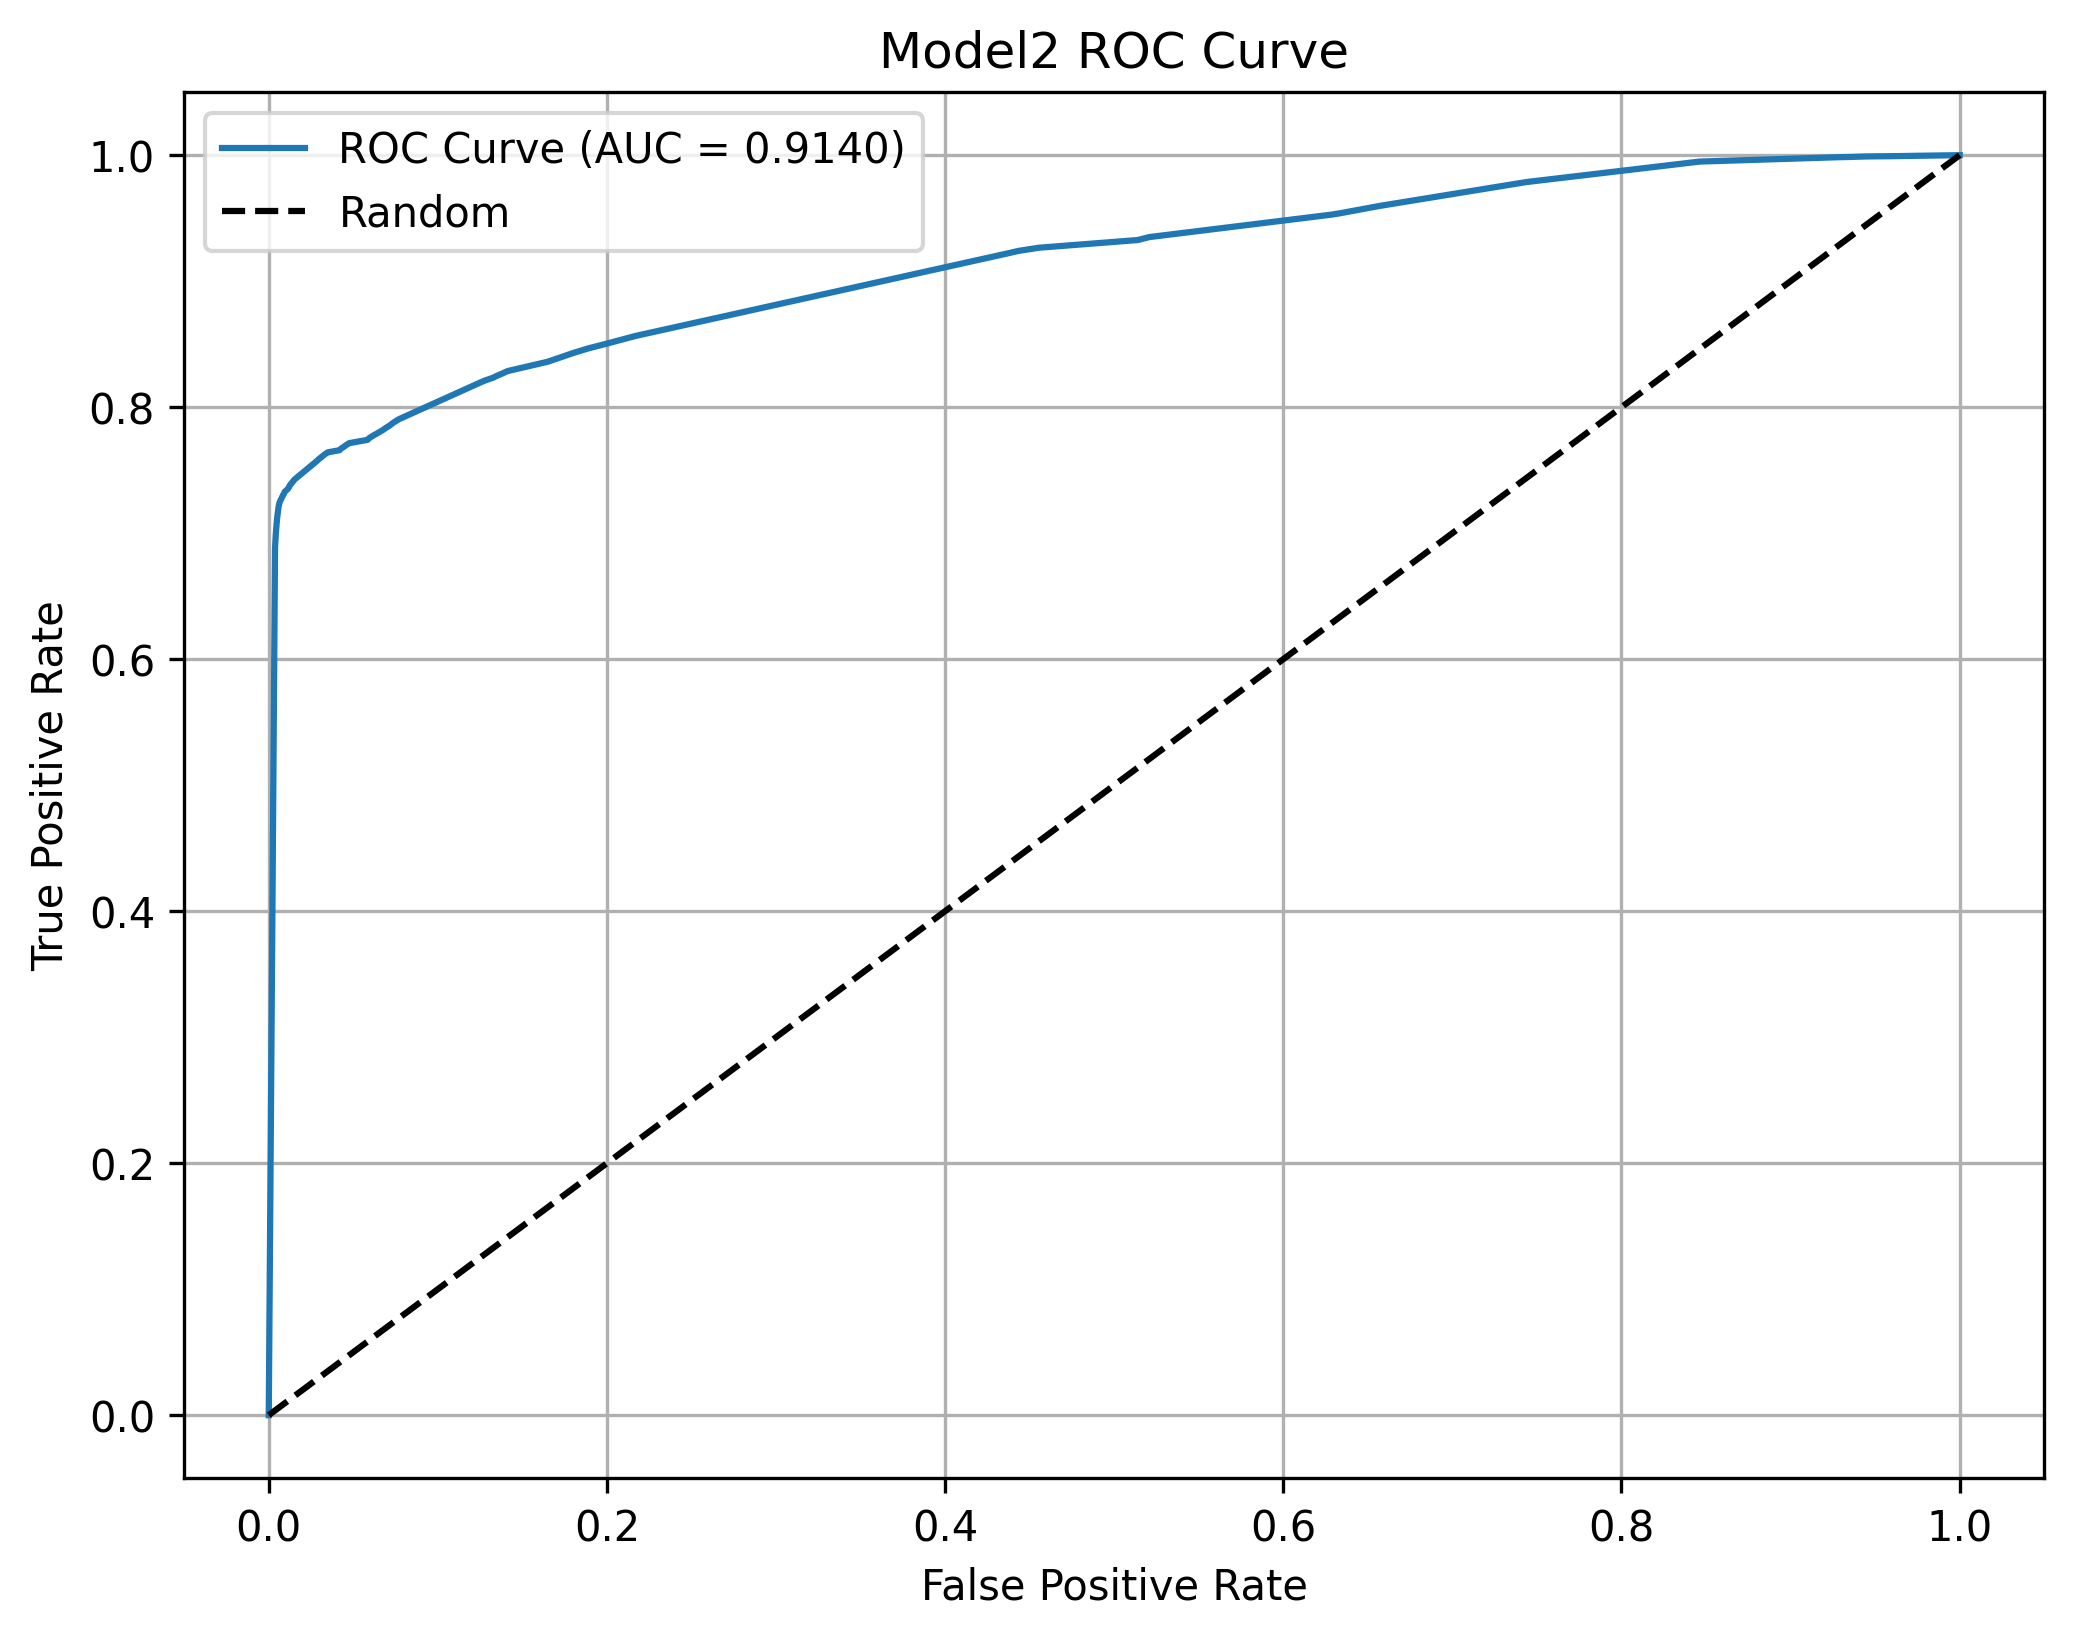 Model2 ROC Curve
ROC Curve (AUC = 0.9140)
Random
1.0
0.8
0.6
0.4
0.2
0.0
True Positive Rate
0.0 0.2 0.4 0.6 0.8 1.0
False Positive Rate